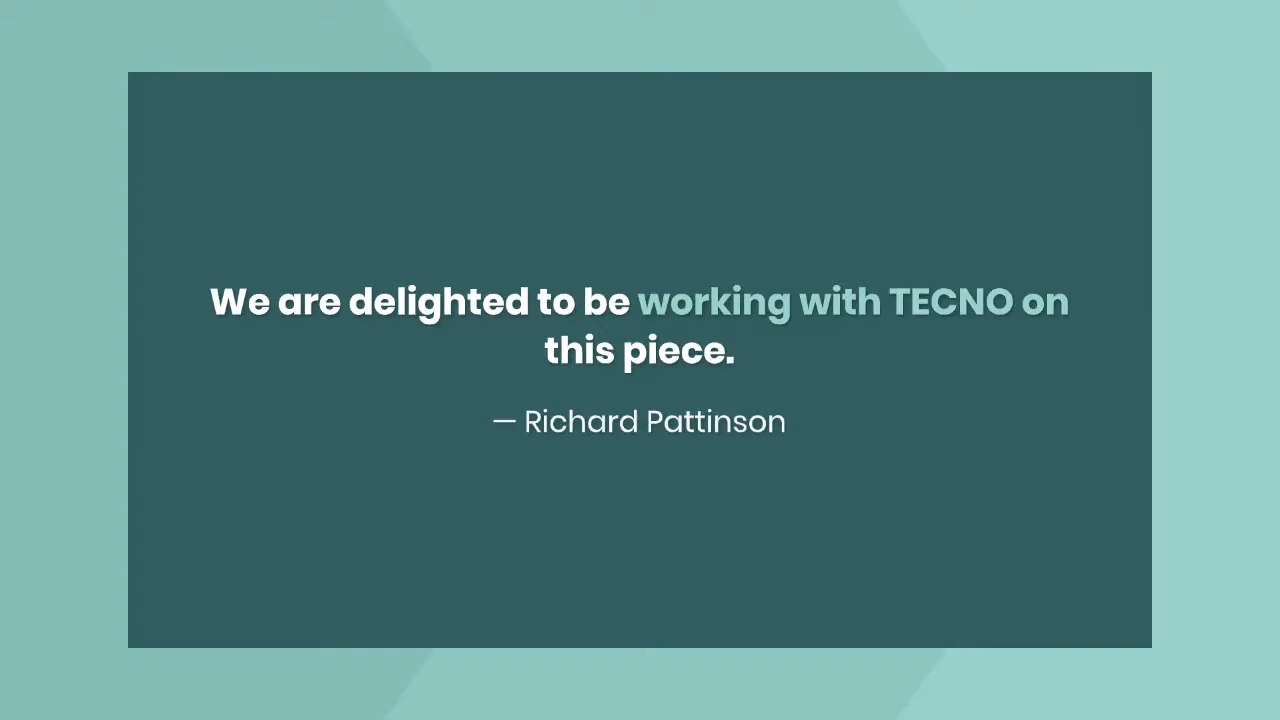 We are delighted to be working with TECNO on
this piece.
— Richard Pattinson